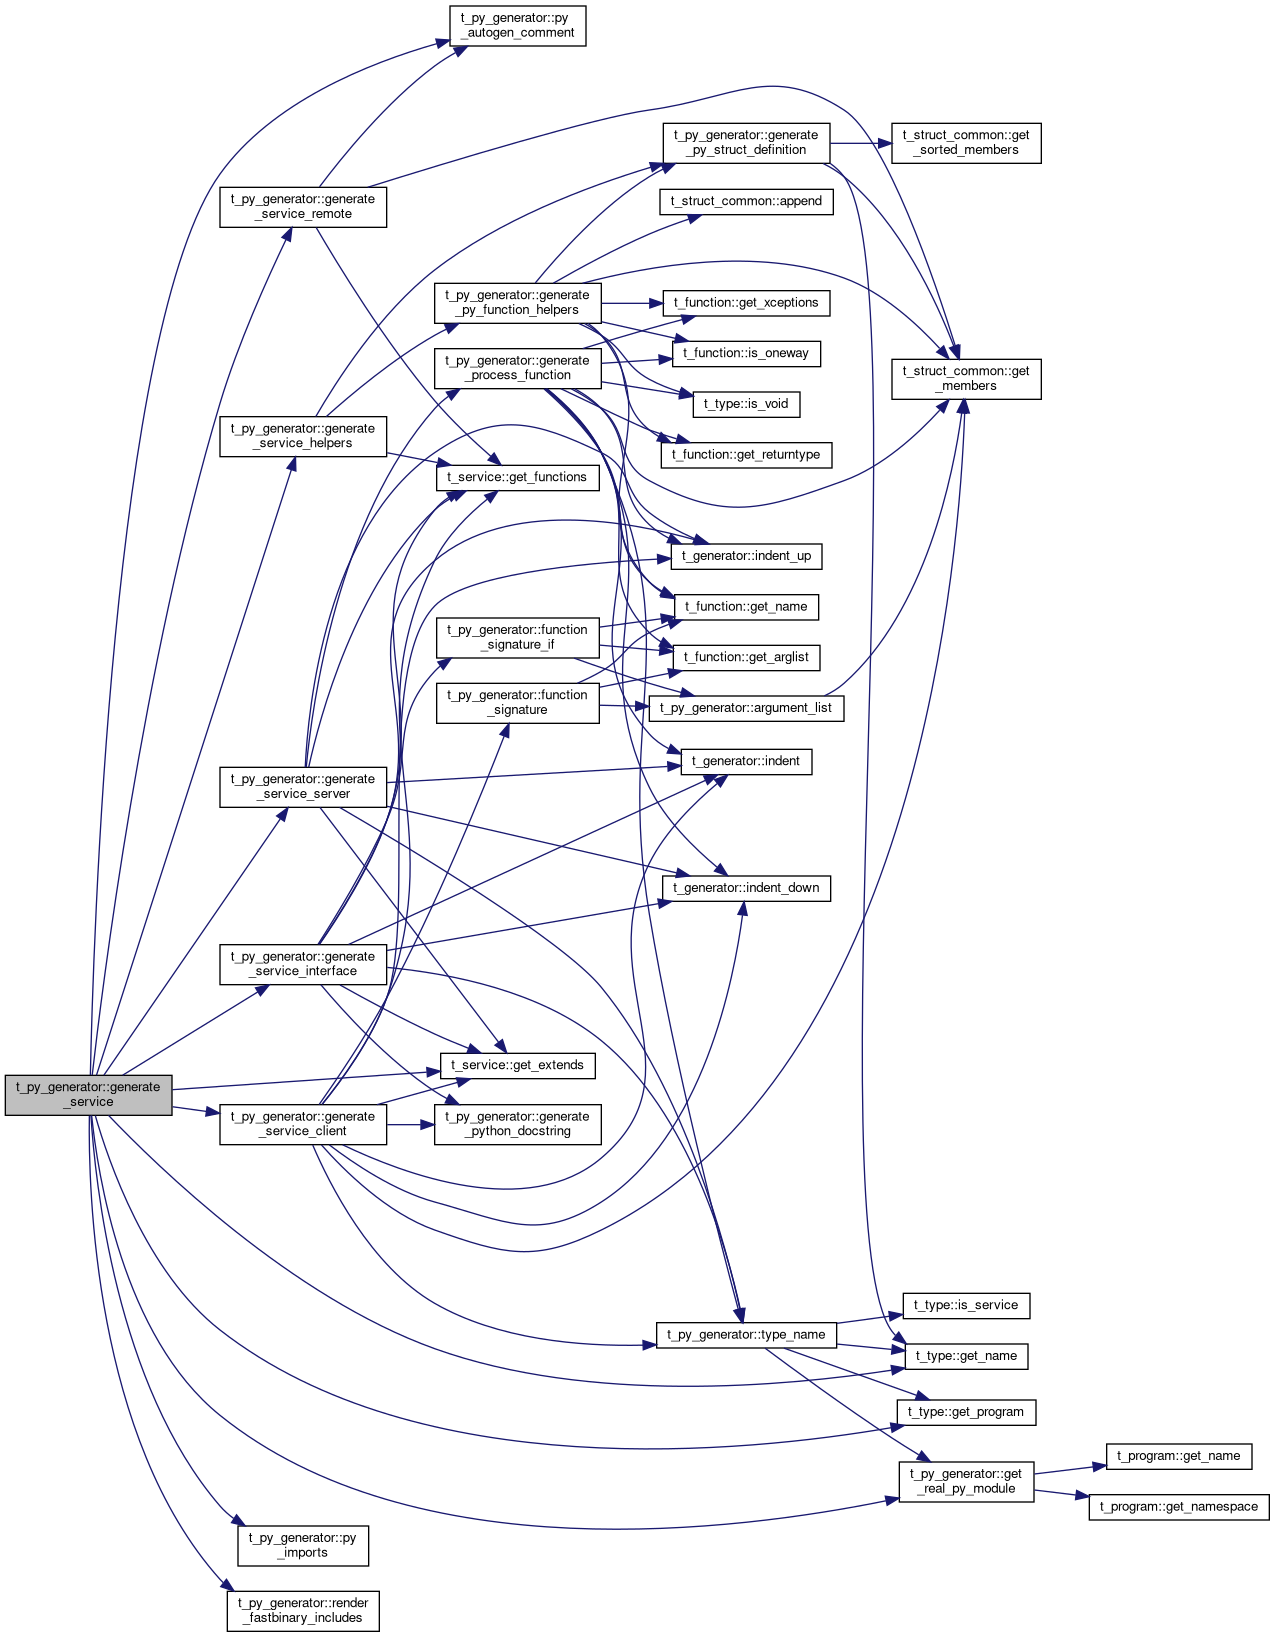 t_py_generator::py
_autogen_comment
t_py_generator::generate
_py_struct_definition
t_struct_common::get
_sorted_members
t_py_generator::generate
_service_remote
t_struct_common::append
t_py_generator::generate
_py_function_helpers
t_function::get_xceptions
t_function::is_oneway
t_py_generator::generate
_process_function
t_struct_common::get
_members
t_type::is_void
t_py_generator::generate
_service_helpers
t_function::get_returntype
t_service::get_functions
t_generator::indent_up
t_function::get_name
t_py_generator::function
_signature_if
t_function::get_arglist
t_py_generator::function
_signature
t_py_generator::argument_list
t_generator::indent
t_py_generator::generate
_service_server
t_generator::indent_down
t_py_generator::generate
_service_interface
t_service::get_extends
t_py_generator::generate
_service
t_py_generator::generate
_service_client
t_py_generator::generate
_python_docstring
t_type::is_service
t_py_generator::type_name
t_type::get_name
t_type::get_program
t_program::get_name
t_py_generator::get
_real_py_module
t_program::get_namespace
t_py_generator::py
_imports
t_py_generator::render
_fastbinary_includes